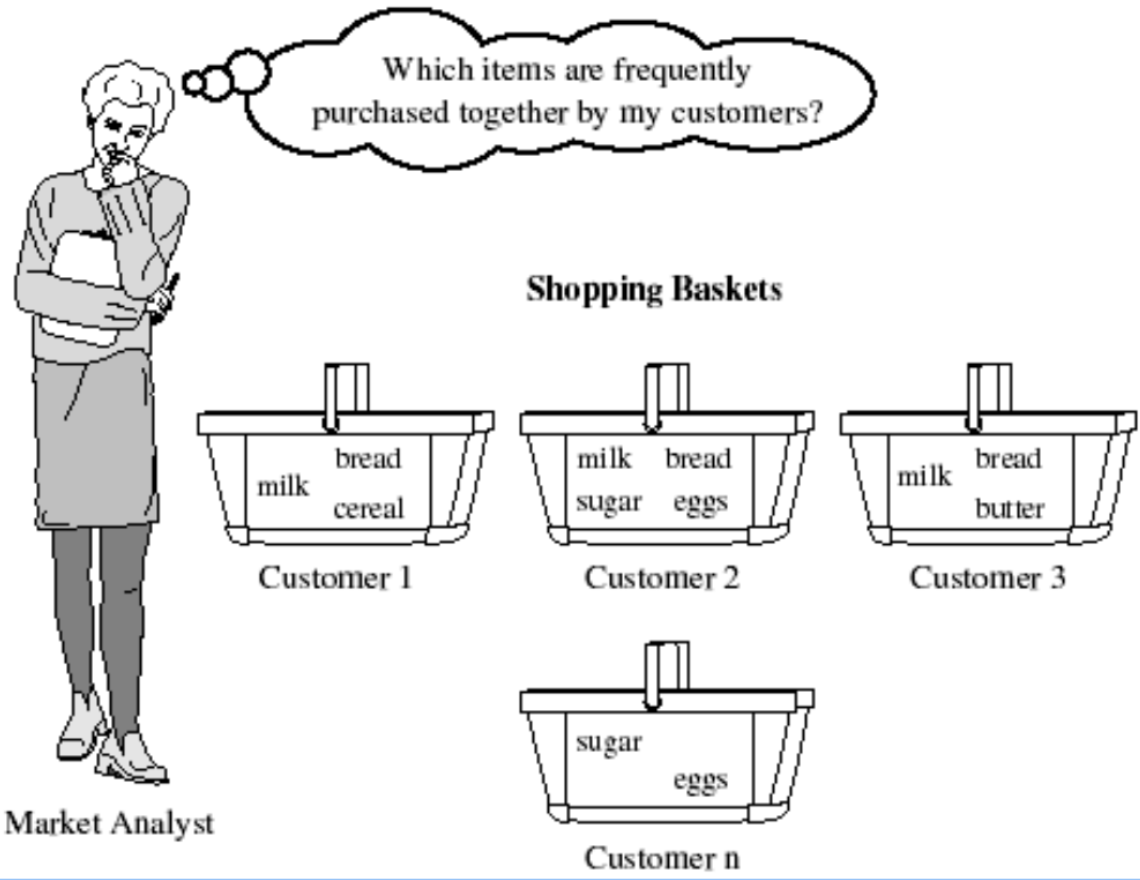 Which items are frequently
purchased together by my customers?
Shopping Baskets
milk
bread
cereal
Customer 1
milk bread
sugar eggs
Customer 2
milk
bread
butter
Customer 3
sugar
eggs
Customer n
Market Analyst